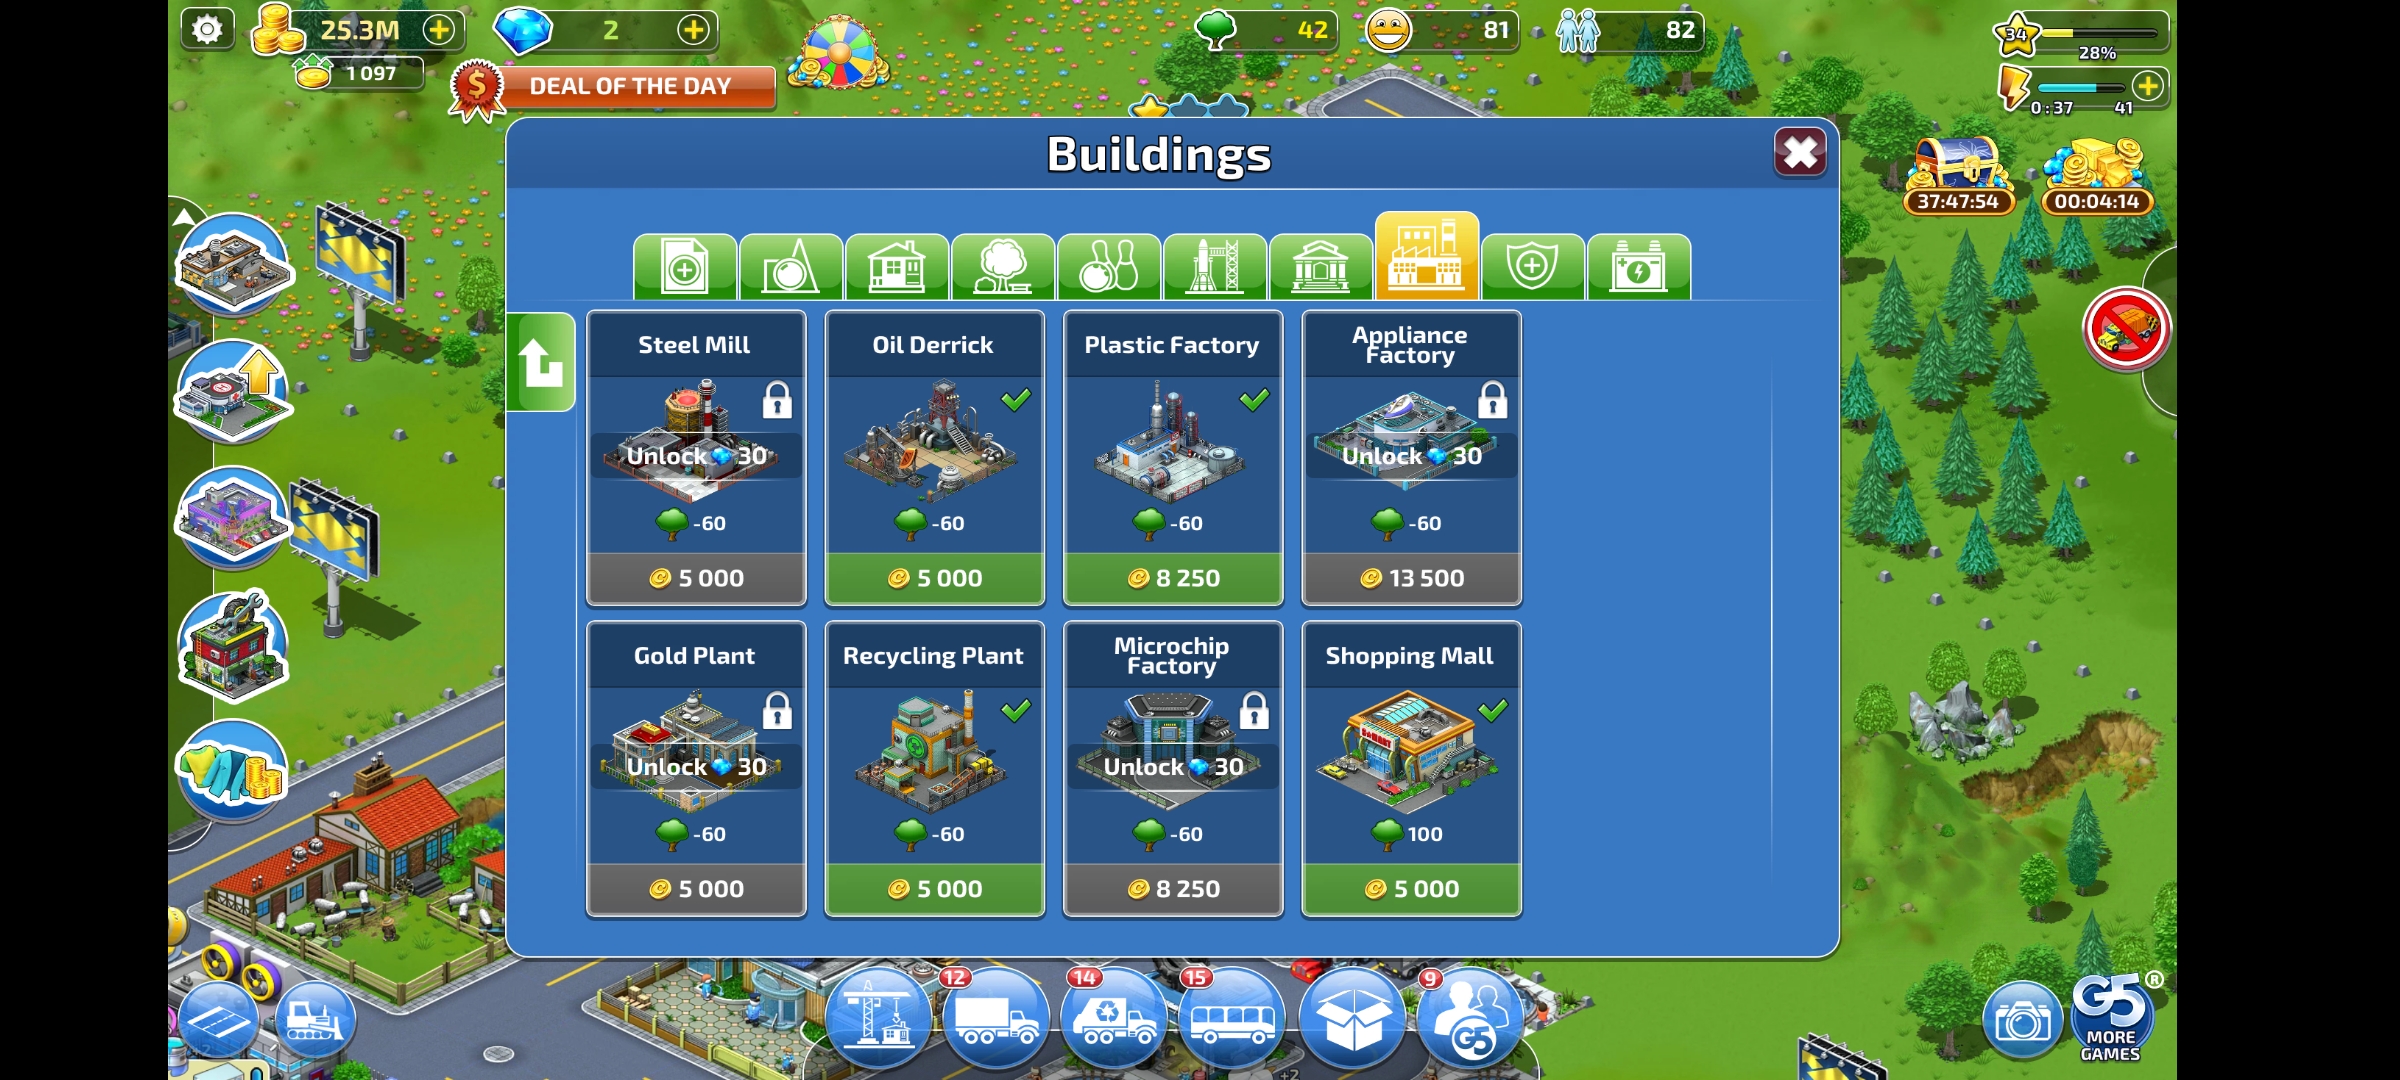 25.3M
2
42
81
82
34
28%
1 097
DEAL OF THE DAY
0:37
41
Buildings
37:47:54
00:04:14
Steel Mill
Oil Derrick
Plastic Factory
Appliance
Factory
Unlock 30
Unlock 30
-60
-60
-60
-60
5 000
5 000
8 250
13 500
Gold Plant
Recycling Plant
Microchip
Factory
Shopping Mall
Unlock 30
Unlock 30
-60
-60
-60
100
5 000
5 000
8 250
5 000
12
14
15
9
G5
G5®
MORE
GAMES
+2